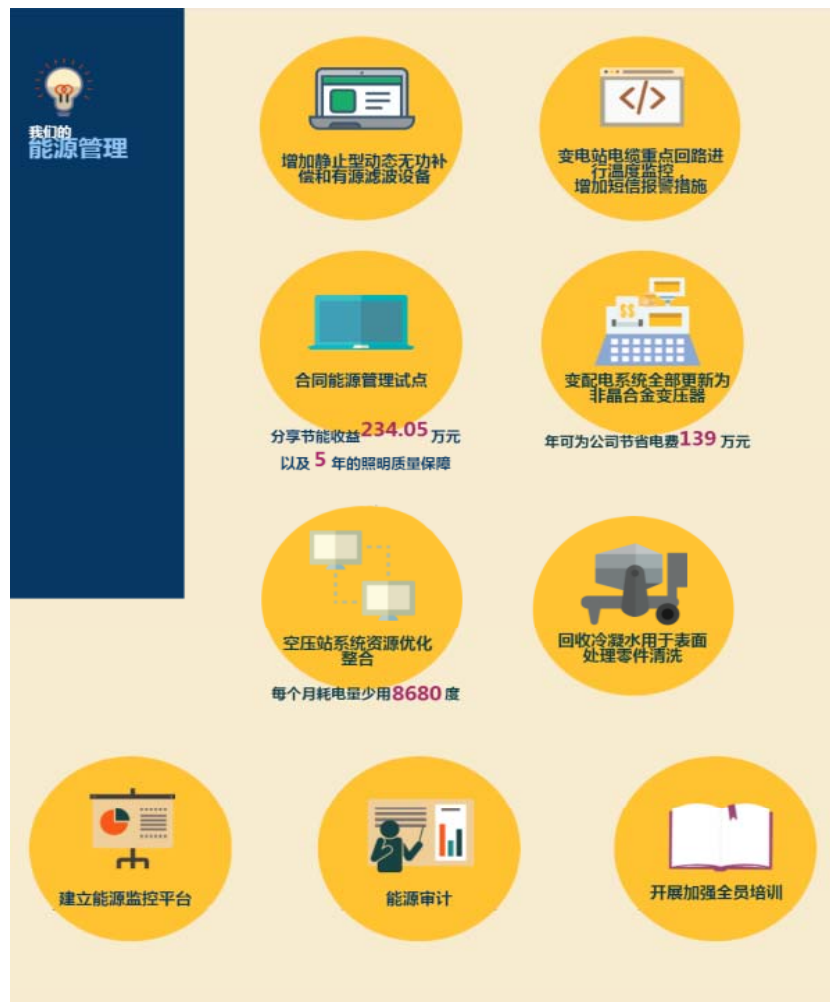 我们的
能源管理
增加静止型动态无功补
偿和有源滤波设备
变电站电缆重点回路进
行温度监控，
增加短信报警措施
合同能源管理试点
分享节能收益234.05万元
以及 5 年的照明质量保障
变配电系统全部更新为
非晶合金变压器
年可为公司节省电费139 万元
空压站系统资源优化
整合
每个月耗电量少用8680度
回收冷凝水用于表面
处理零件清洗
建立能源监控平台
能源审计
开展加强全员培训